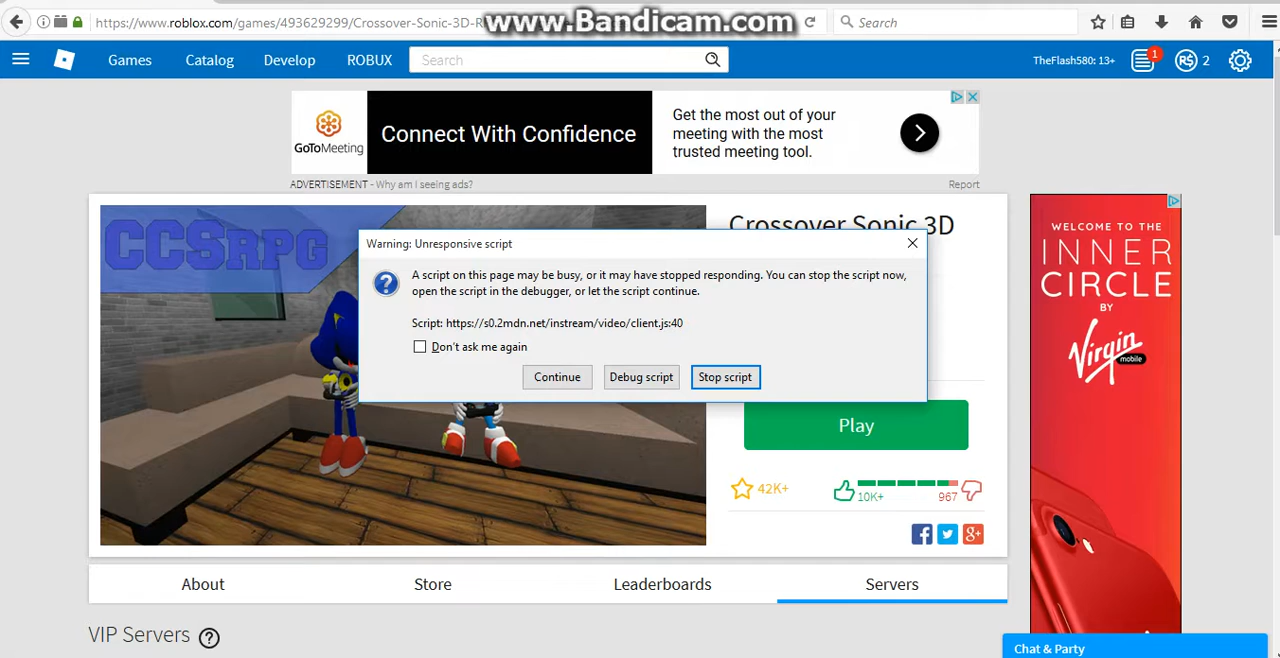 https://www.roblox.com/games/493629299/Crossover-Sonic-3D-R
www.Bandicam.com
Search
Games
Catalog
Develop
ROBUX
Search
TheFlash580: 13+
1
R$ 2
GoToMeeting
Connect With Confidence
Get the most out of your
meeting with the most
trusted meeting tool.
ADVERTISEMENT - Why am I seeing ads?
Report
CCSRPG
Crossover Sonic 3D
Warning: Unresponsive script
A script on this page may be busy, or it may have stopped responding. You can stop the script now,
open the script in the debugger, or let the script continue.
Script: https://s0.2mdn.net/instream/video/client.js:40
Don't ask me again
Continue
Debug script
Stop script
Play
42K+
10K+
967
WELCOME TO THE
INNER
CIRCLE
BY
Virgin
mobile
About
Store
Leaderboards
Servers
VIP Servers ?
Chat & Party